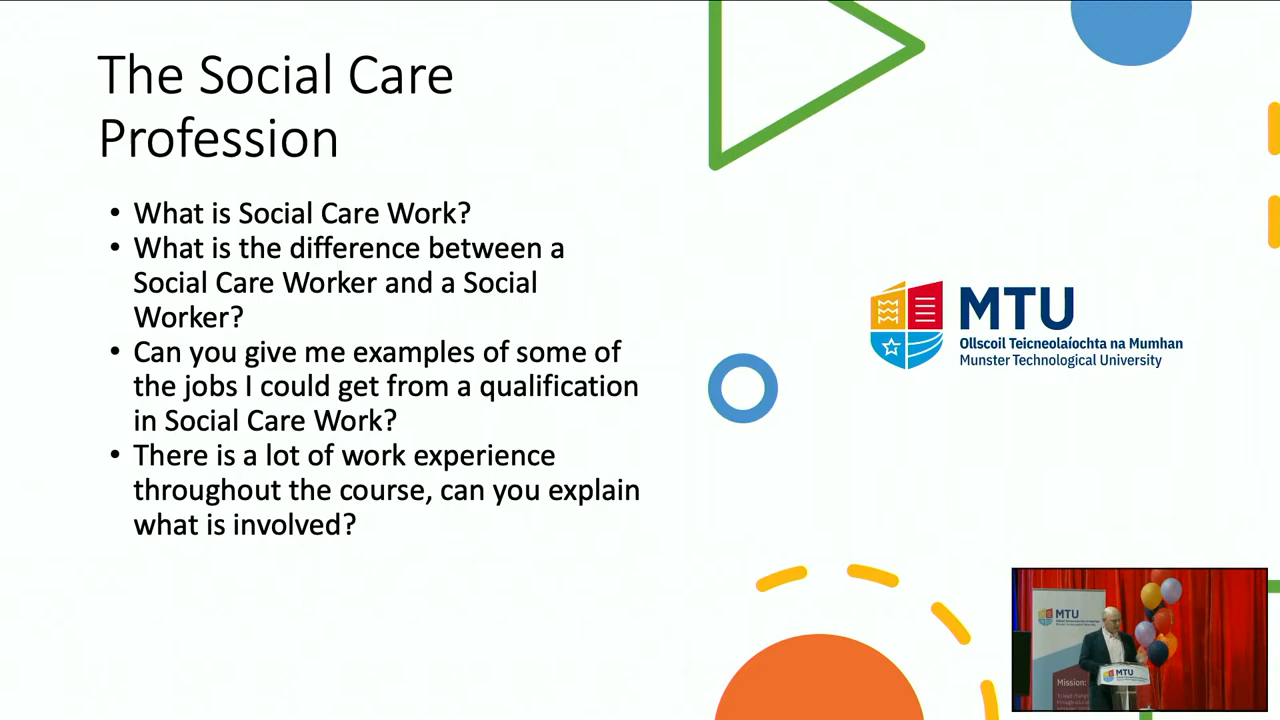 The Social Care
Profession
• What is Social Care Work?
• What is the difference between a
Social Care Worker and a Social
Worker?
• Can you give me examples of some of
the jobs I could get from a qualification
in Social Care Work?
• There is a lot of work experience
throughout the course, can you explain
what is involved?
MTU
Ollscoil Teicneolaíochta na Mumhan
Munster Technological University
MTU
Mission:
MTU